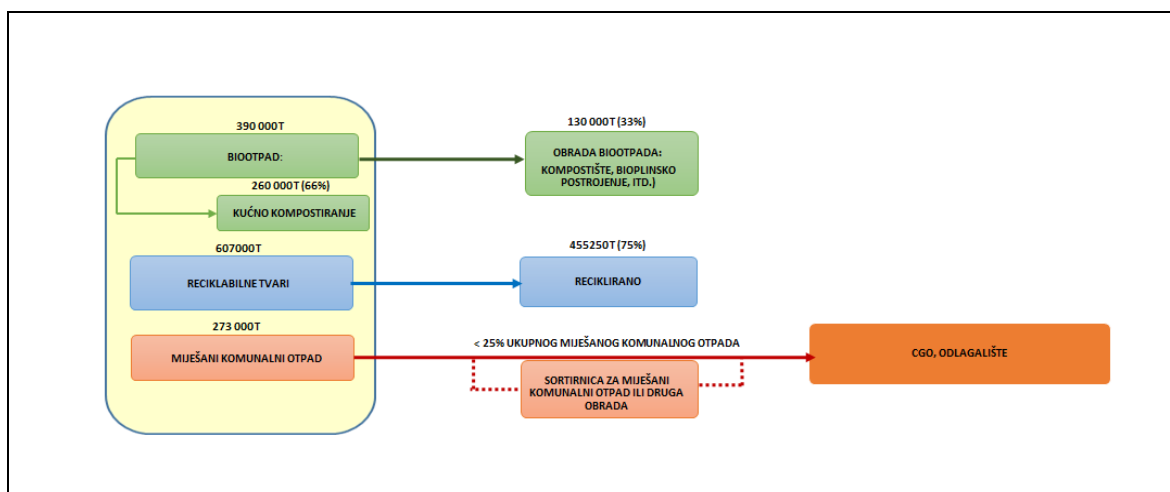 390 000T
BIOOTPAD:
260 000T (66%)
KUĆNO KOMPOSTIRANJE
130 000T (33%)
OBRADA BIOOTPADA:
KOMPOSTIŠTE, BIOPLINSKO
POSTROJENJE, ITD.)
607000T
RECIKLABILNE TVARI
455250T (75%)
RECIKLIRANO
273 000T
MIJEŠANI KOMUNALNI OTPAD
< 25% UKUPNOG MIJEŠANOG KOMUNALNOG OTPADA
SORTIRNICA ZA MIJEŠANI
KOMUNALNI OTPAD ILI DRUGA
OBRADA
CGO, ODLAGALIŠTE